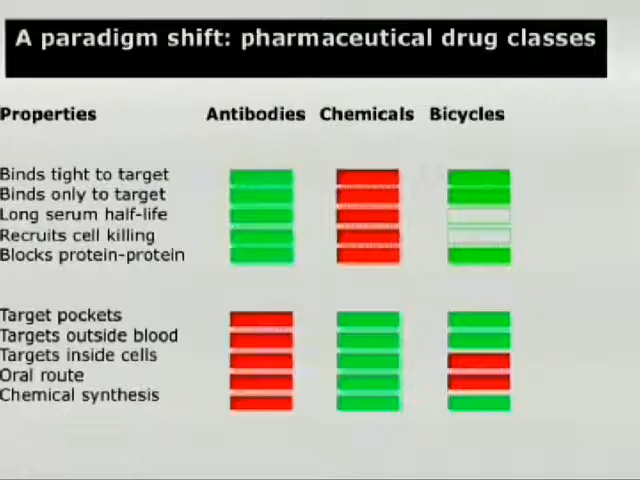 A paradigm shift: pharmaceutical drug classes
Properties Antibodies Chemicals Bicycles
Binds tight to target
Binds only to target
Long serum half-life
Recruits cell killing
Blocks protein-protein
Target pockets
Targets outside blood
Targets inside cells
Oral route
Chemical synthesis